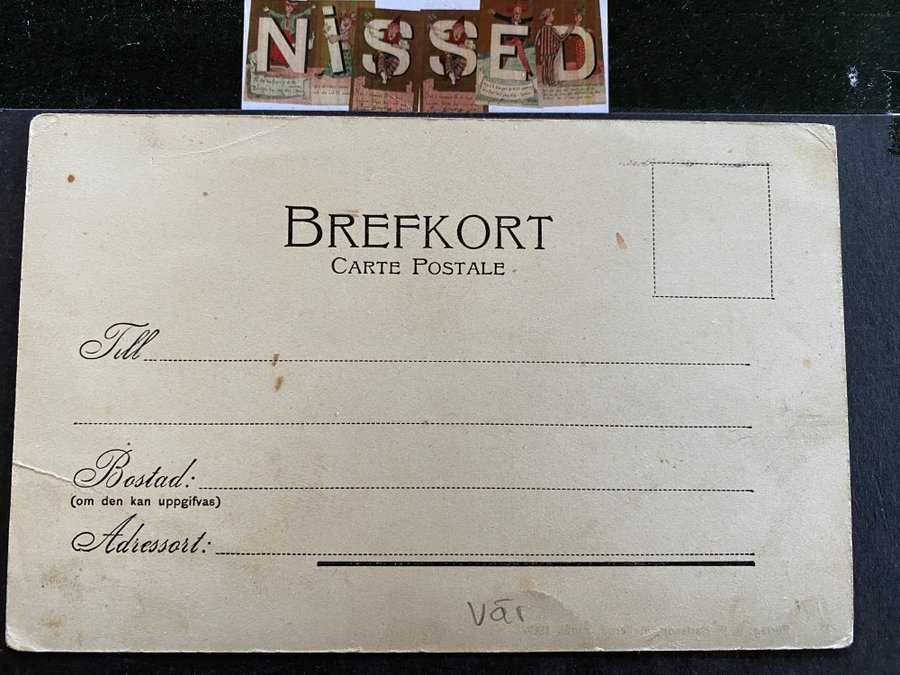 NiSSED
BREFKORT
CARTE POSTALE
Till
Bostad:
(om den kan uppgifvas)
Adressort:
Vår